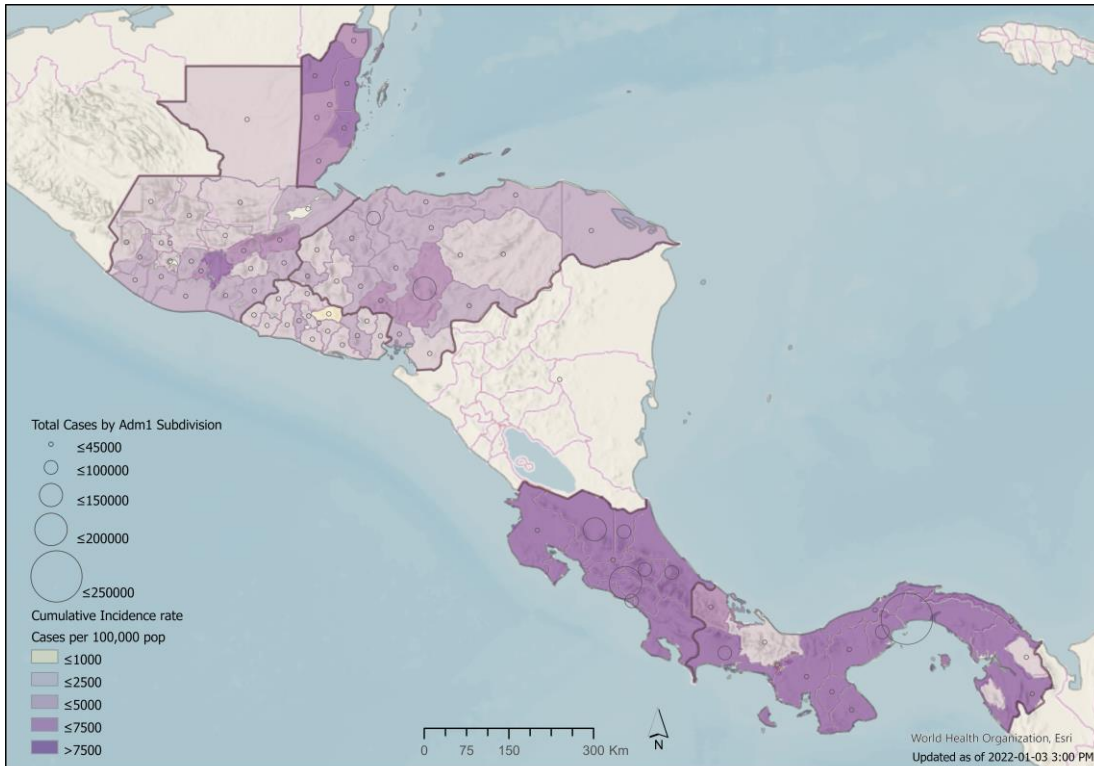 Total Cases by Adm1 Subdivision
≤45000
≤100000
≤150000
≤200000
≤250000
Cumulative Incidence rate
Cases per 100,000 pop
≤1000
≤2500
≤5000
≤7500
>7500
0 75 150 300 Km
N
World Health Organization, Esri
Updated as of 2022-01-03 3:00 PM